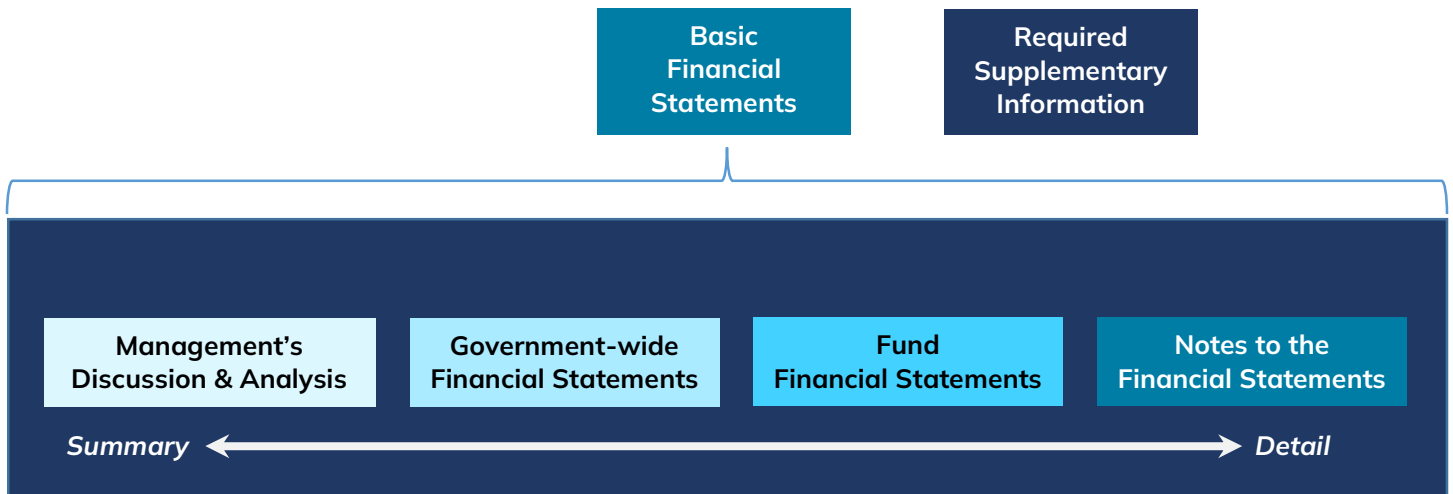 Basic
Financial
Statements
Required
Supplementary
Information
Management’s
Discussion & Analysis
Government-wide
Financial Statements
Fund
Financial Statements
Notes to the
Financial Statements
Summary
Detail